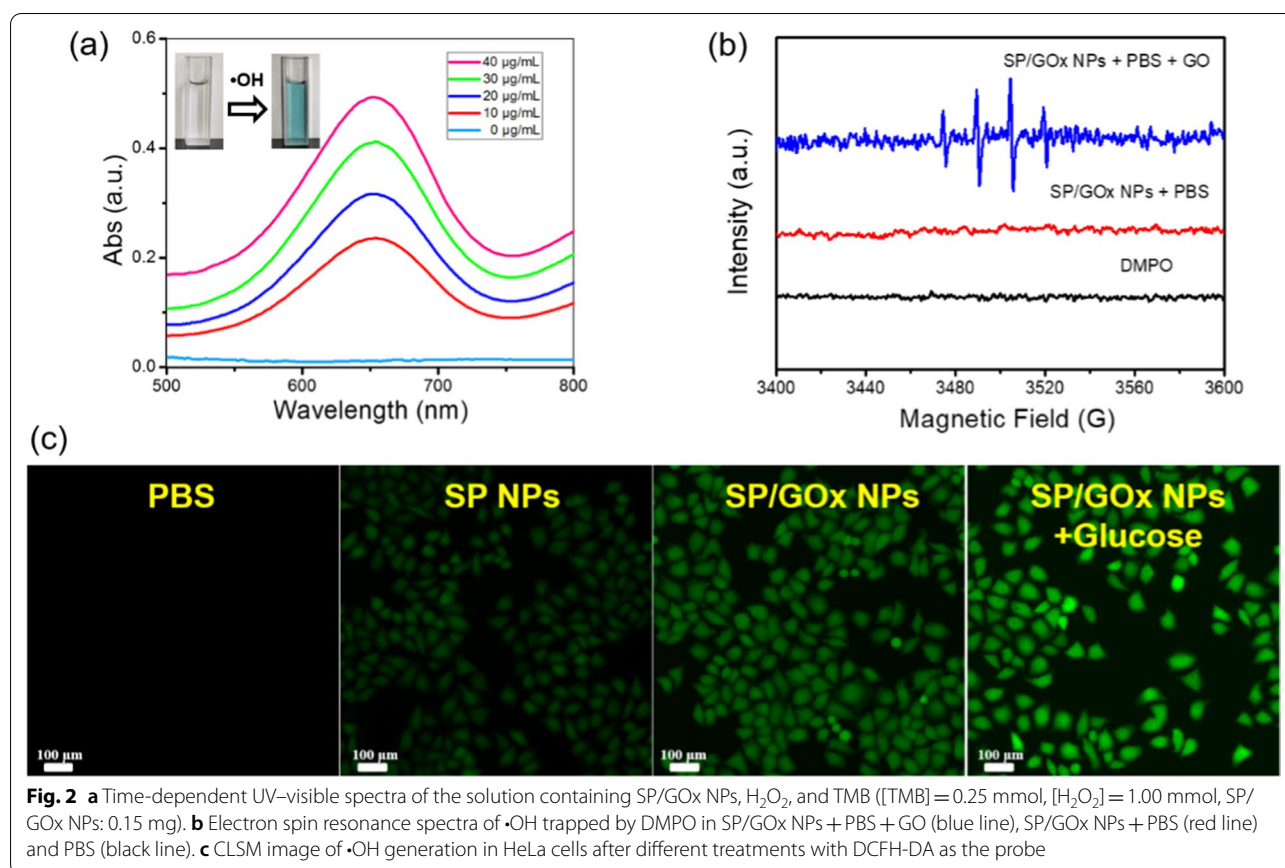 (a)
0.6
0.4
0.2
0.0
Abs (a.u.)
•OH
40 µg/mL
30 µg/mL
20 µg/mL
10 µg/mL
0 µg/mL
500 600 700 800
Wavelength (nm)
(b)
Intensity (a.u.)
SP/GOx NPs + PBS + GO
SP/GOx NPs + PBS
DMPO
3400 3440 3480 3520 3560 3600
Magnetic Field (G)
(c)
PBS
100 µm
SP NPs
100 µm
SP/GOx NPs
100 µm
SP/GOx NPs
+Glucose
100 µm
Fig. 2 a Time-dependent UV–visible spectra of the solution containing SP/GOx NPs, H₂O₂, and TMB ([TMB] = 0.25 mmol, [H₂O₂] = 1.00 mmol, SP/
GOx NPs: 0.15 mg). b Electron spin resonance spectra of •OH trapped by DMPO in SP/GOx NPs + PBS + GO (blue line), SP/GOx NPs + PBS (red line)
and PBS (black line). c CLSM image of •OH generation in HeLa cells after different treatments with DCFH-DA as the probe